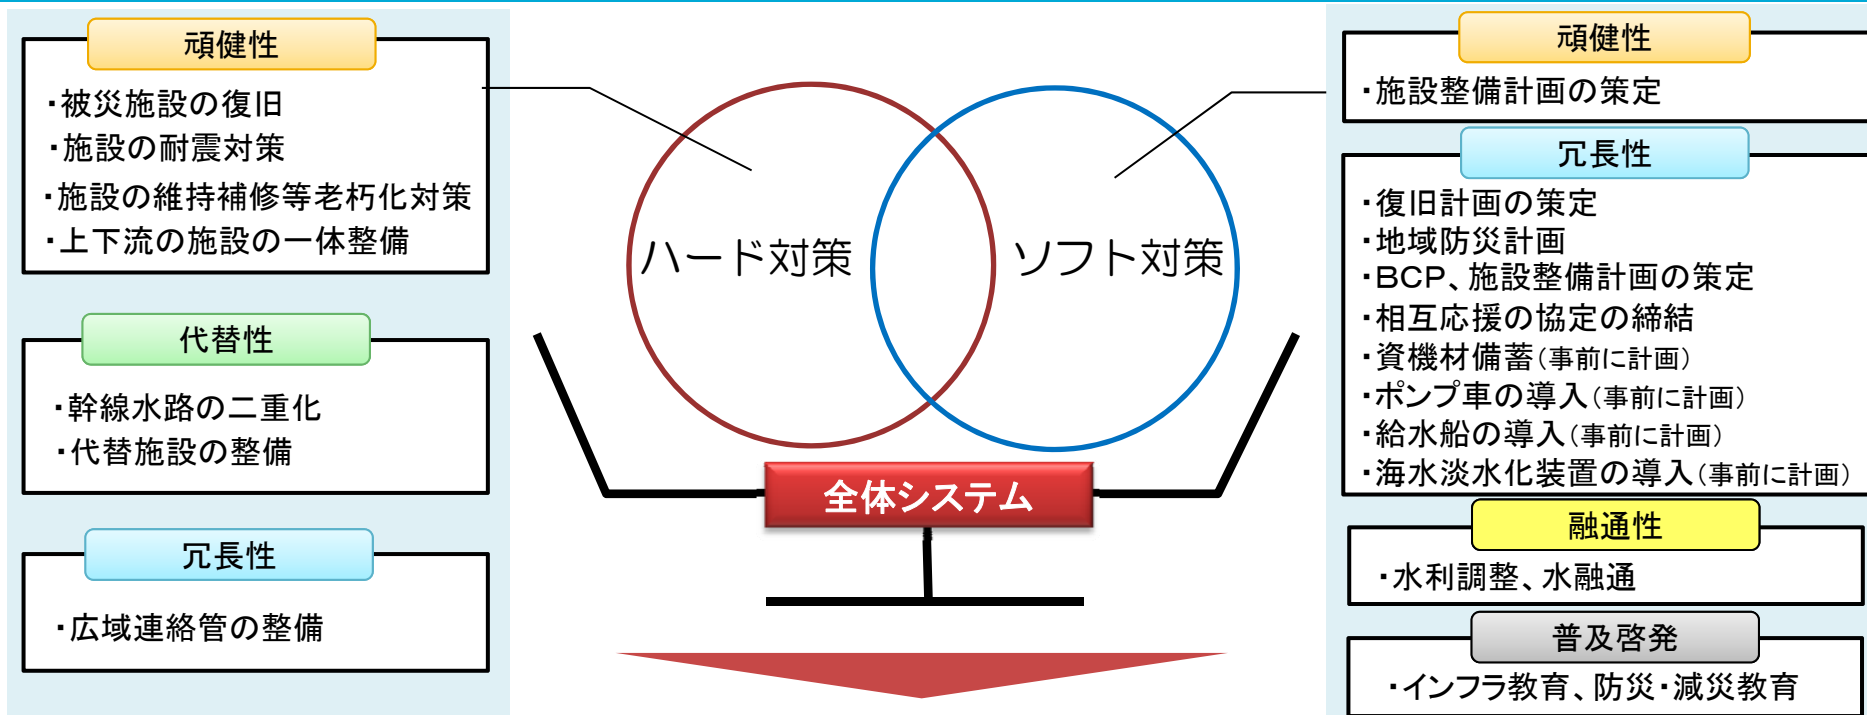 頑健性
・被災施設の復旧
・施設の耐震対策
・施設の維持補修等老朽化対策
・上下流の施設の一体整備
代替性
・幹線水路の二重化
・代替施設の整備
冗長性
・広域連絡管の整備
ハード対策
ソフト対策
全体システム
頑健性
・施設整備計画の策定
冗長性
・復旧計画の策定
・地域防災計画
・BCP、施設整備計画の策定
・相互応援の協定の締結
・資機材備蓄(事前に計画)
・ポンプ車の導入(事前に計画)
・給水船の導入(事前に計画)
・海水淡水化装置の導入(事前に計画)
融通性
・水利調整、水融通
普及啓発
・インフラ教育、防災・減災教育